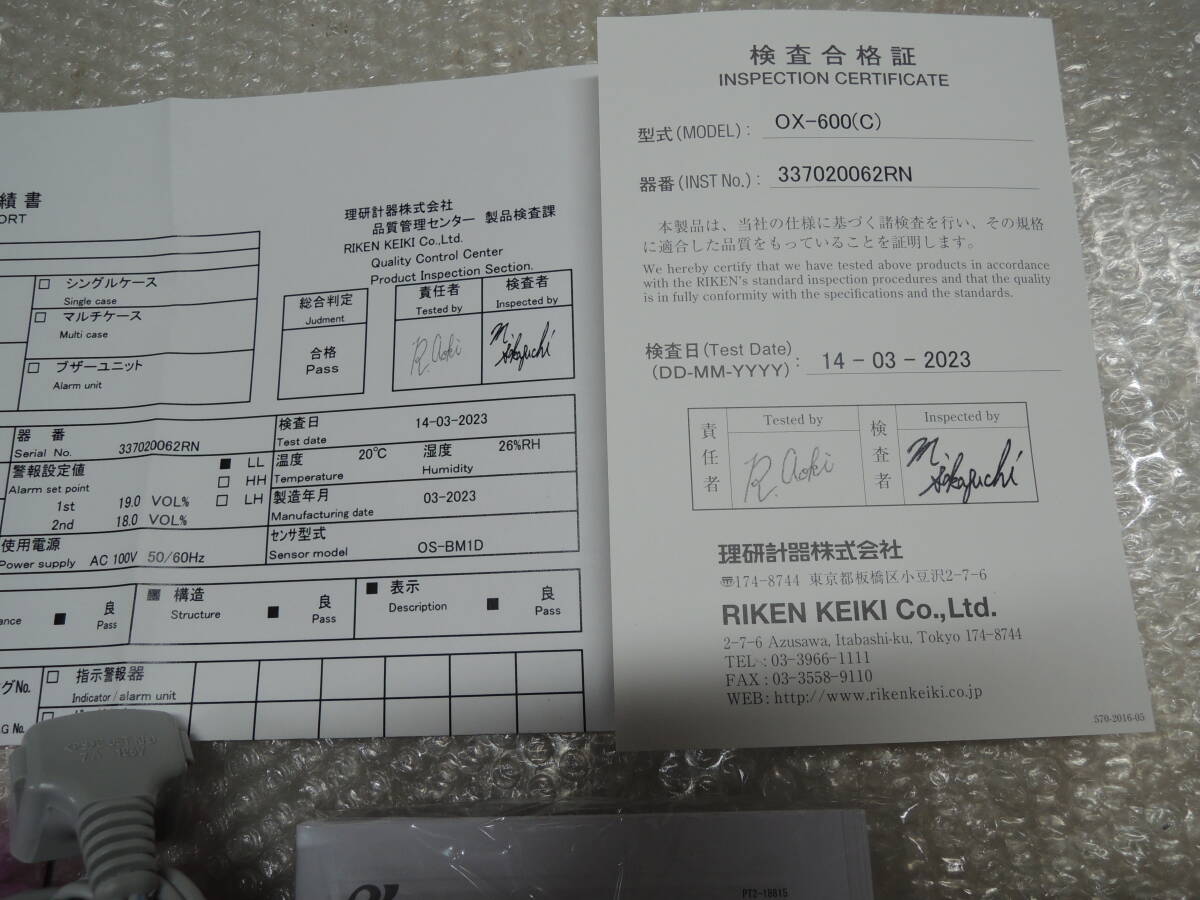 績書
ORT
理研計器株式会社
品質管理センター 製品検査課
RIKEN KEIKI Co.,Ltd.
Quality Control Center
Product Inspection Section.
□ シングルケース
Single case
□ マルチケース
Multi case
□ ブザーユニット
Alarm unit
総合判定
Judment
合格
Pass
責任者
Tested by
R. Aoki
検査者
Inspected by
器 番
Serial No.
337020062RN
検査日
Test date
14-03-2023
警報設定値
Alarm set point
1st 19.0 VOL%
2nd 18.0 VOL%
■ LL
□ HH
□ LH
温度 20℃ 湿度 26%RH
Temperature Humidity
製造年月
Manufacturing date
03-2023
使用電源
Power supply AC 100V 50/60Hz
センサ型式
Sensor model
OS-BM1D
ance ■ 良
Pass
■ 構造
Structure ■ 良
Pass
■ 表示
Description ■ 良
Pass
グNo.
G No.
□ 指示警報器
Indicator/alarm unit
検査合格証
INSPECTION CERTIFICATE
型式(MODEL): OX-600(C)
器番(INST No.): 337020062RN
本製品は、当社の仕様に基づく諸検査を行い、その規格
に適合した品質をもっていることを証明します。
We hereby certify that we have tested above products in accordance
with the RIKEN's standard inspection procedures and that the quality
is in fully conformity with the specifications and the standards.
検査日(Test Date)
(DD-MM-YYYY) : 14-03-2023
責任者
Tested by
R. Aoki
検査者
Inspected by
理研計器株式会社
〒174-8744 東京都板橋区小豆沢2-7-6
RIKEN KEIKI Co.,Ltd.
2-7-6 Azusawa, Itabashi-ku, Tokyo 174-8744
TEL : 03-3966-1111
FAX : 03-3558-9110
WEB: http://www.rikenkeiki.co.jp
570-2016-05
PT2-18815